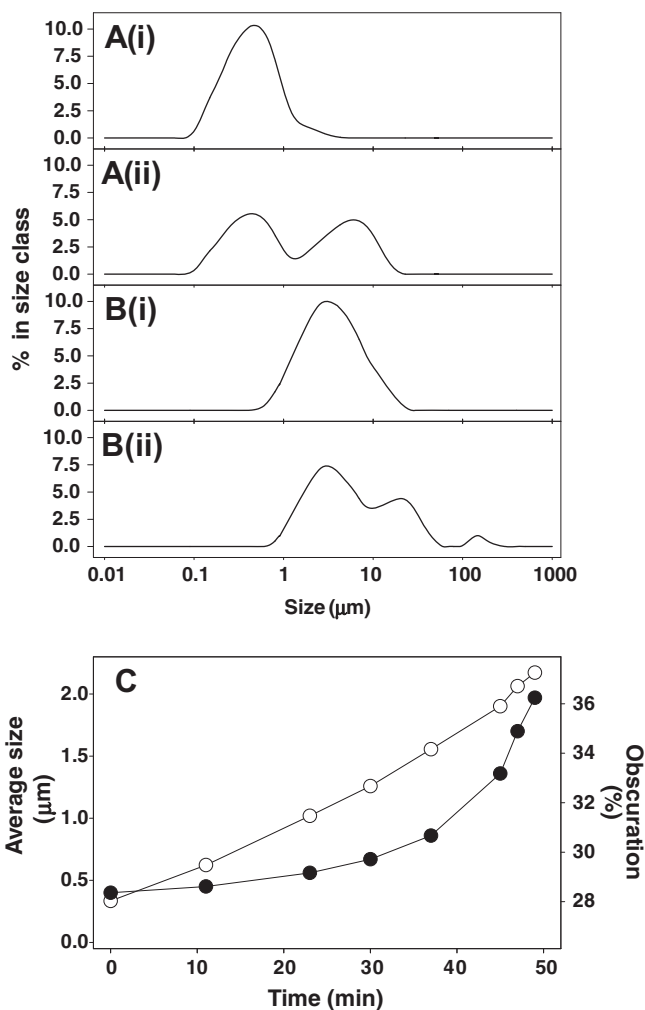 A(i)
10.0
7.5
5.0
2.5
0.0
A(ii)
10.0
7.5
5.0
2.5
0.0
% in size class
B(i)
10.0
7.5
5.0
2.5
0.0
B(ii)
10.0
7.5
5.0
2.5
0.0
0.01 0.1 1 10 100 1000
Size (μm)
C
2.0
1.5
1.0
0.5
0.0
Average size
(μm)
36
34
32
30
28
Obscuration
(%)
0 10 20 30 40 50
Time (min)